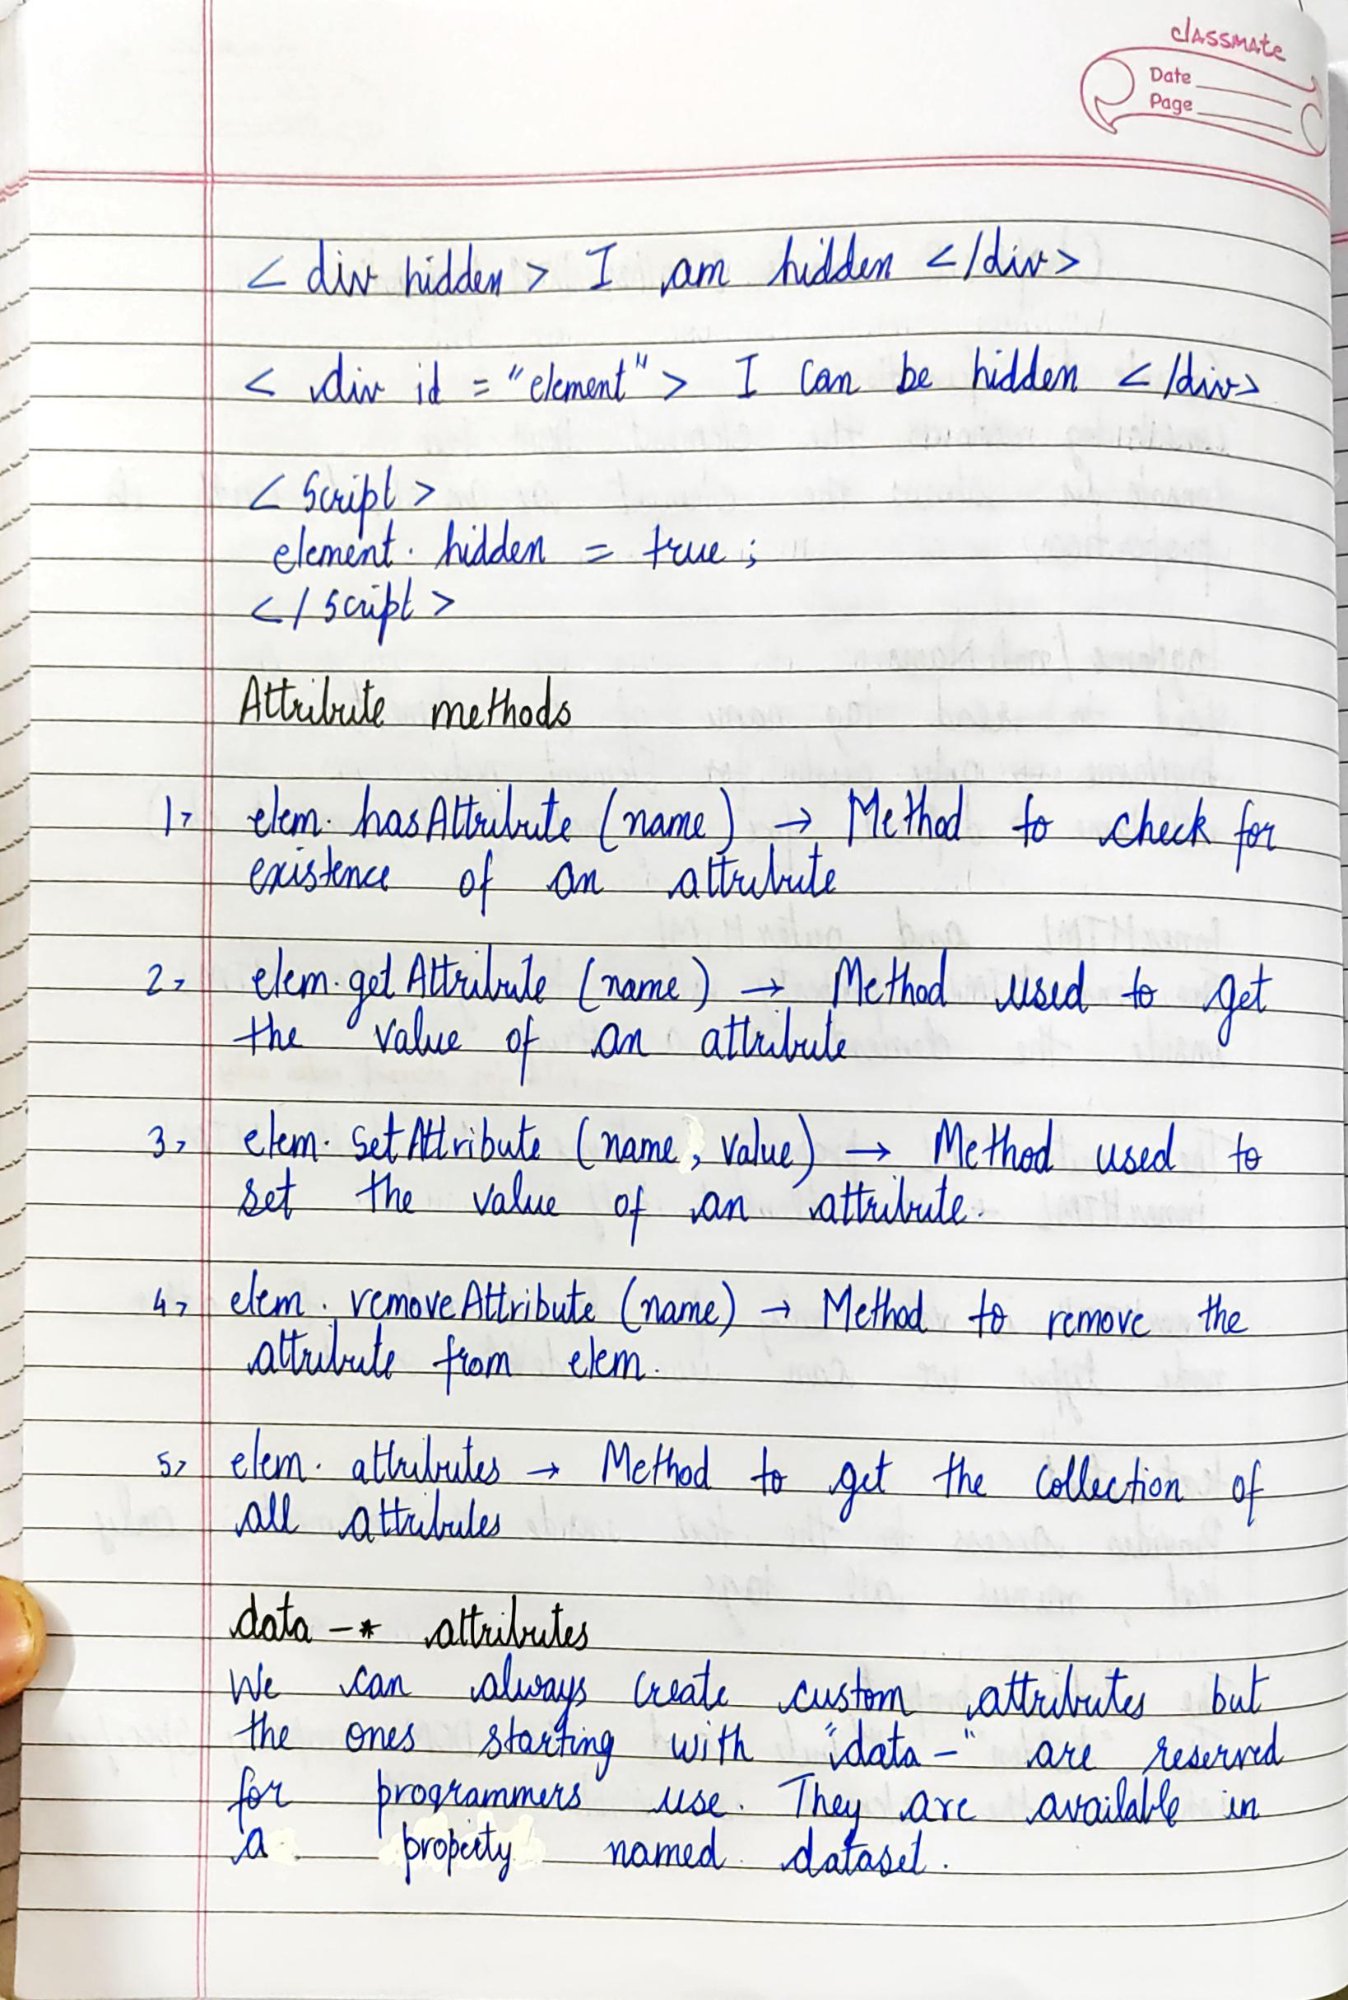 classmate
Date
Page
< div hidden > I am hidden </div>
< div id = "element" > I can be hidden </div>
< script >
element. hidden = true ;
</ script >
Attribute methods
1> elem. hasAttribute (name) → Method to check for
existence of an attribute
2> elem. getAttribute (name) → Method used to get
the value of an attribute
3> elem. setAttribute (name, value) → Method used to
set the value of an attribute.
4> elem. removeAttribute (name) → Method to remove the
attribute from elem.
5> elem. attributes → Method to get the collection of
all attributes
data-* attributes
We can always create custom attributes but
the ones starting with "data-" are reserved
for programmers use. They are available in
a property named dataset.